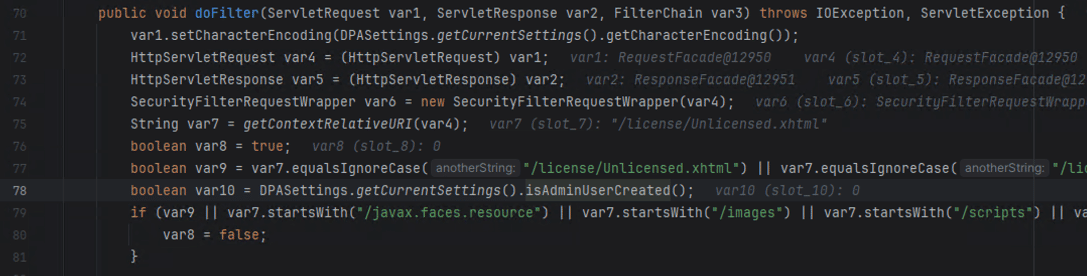 70 public void doFilter(ServletRequest var1, ServletResponse var2, FilterChain var3) throws IOException, ServletException {
71 var1.setCharacterEncoding(DPASettings.getCurrentSettings().getCharacterEncoding());
72 HttpServletRequest var4 = (HttpServletRequest) var1; var1: RequestFacade@12950 var4 (slot_4): RequestFacade@12950
73 HttpServletResponse var5 = (HttpServletResponse) var2; var2: ResponseFacade@12951 var5 (slot_5): ResponseFacade@
74 SecurityFilterRequestWrapper var6 = new SecurityFilterRequestWrapper(var4); var6 (slot_6): SecurityFilterRequestWrapp
75 String var7 = getContextRelativeURI(var4); var7 (slot_7): "/license/Unlicensed.xhtml"
76 boolean var8 = true; var8 (slot_8): 0
77 boolean var9 = var7.equalsIgnoreCase( anotherString: "/license/Unlicensed.xhtml") || var7.equalsIgnoreCase( anotherString: "/lic
78 boolean var10 = DPASettings.getCurrentSettings().isAdminUserCreated(); var10 (slot_10): 0
79 if (var9 || var7.startsWith("/javax.faces.resource") || var7.startsWith("/images") || var7.startsWith("/scripts") || va
80 var8 = false;
81 }